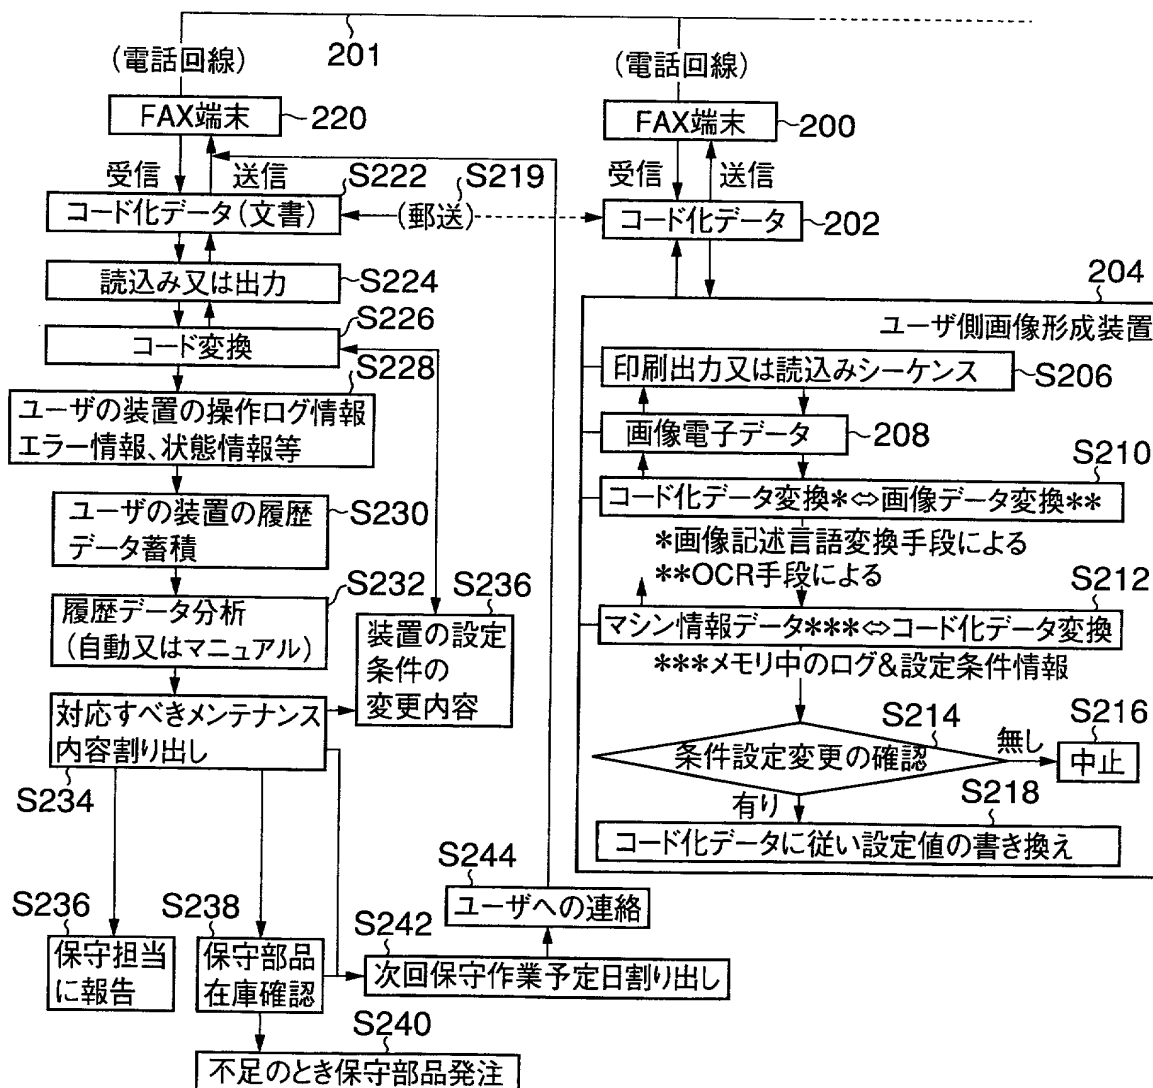 201
(電話回線)
FAX端末
220
受信
送信
S222
S219
コード化データ(文書)
(郵送)
読込み又は出力
S224
S226
コード変換
S228
ユーザの装置の操作ログ情報
エラー情報、状態情報等
ユーザの装置の履歴
データ蓄積
S230
S232
履歴データ分析
(自動又はマニュアル)
S236
装置の設定
条件の
変更内容
対応すべきメンテナンス
内容割り出し
S234
S236
保守担当
に報告
S238
保守部品
在庫確認
S240
不足のとき保守部品発注
S242
次回保守作業予定日割り出し
S244
ユーザへの連絡
(電話回線)
FAX端末
200
受信
送信
コード化データ
202
204
ユーザ側画像形成装置
印刷出力又は読込みシーケンス
S206
画像電子データ
208
S210
コード化データ変換*⇔画像データ変換**
*画像記述言語変換手段による
**OCR手段による
S212
マシン情報データ***⇔コード化データ変換
***メモリ中のログ&設定条件情報
S214
条件設定変更の確認
無し
S216
中止
有り
S218
コード化データに従い設定値の書き換え